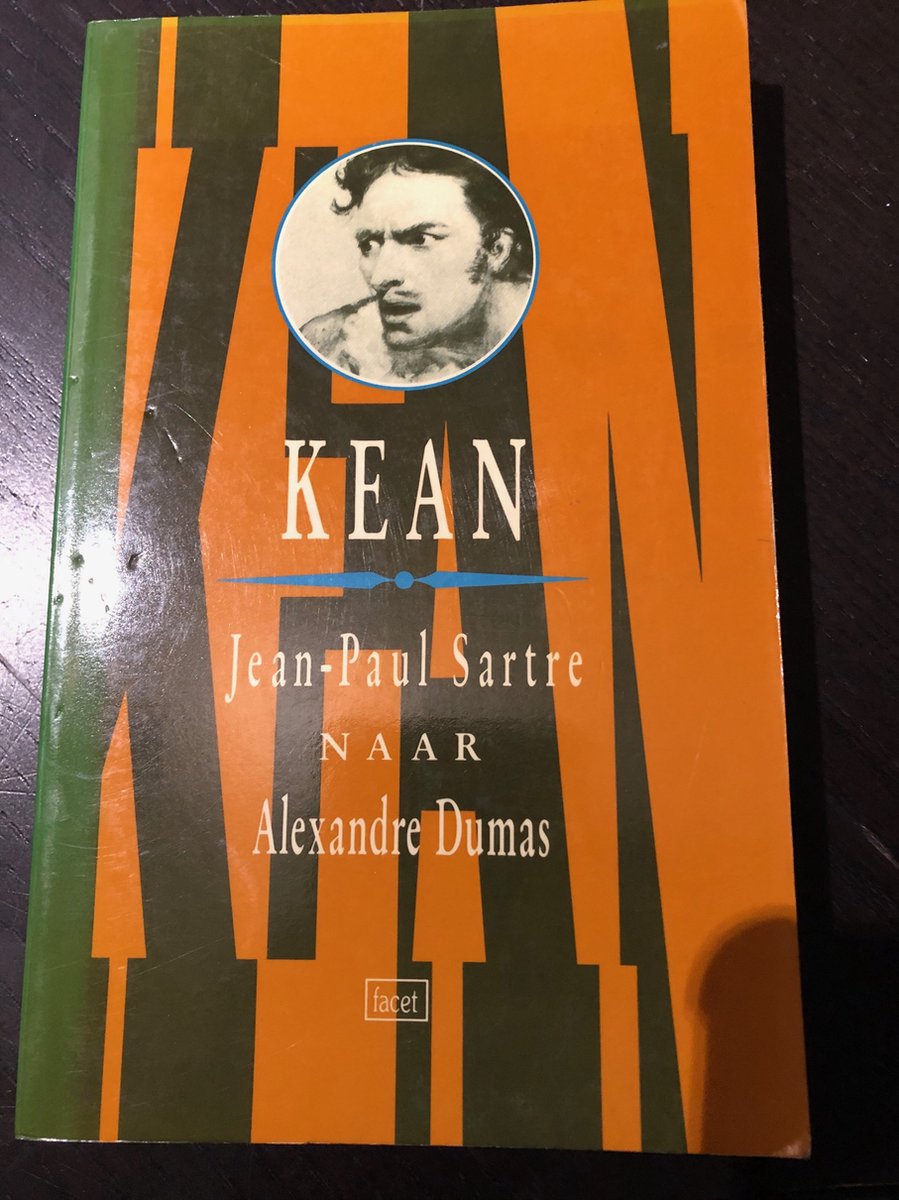 KEAN
Jean-Paul Sartre
NAAR
Alexandre Dumas
facet